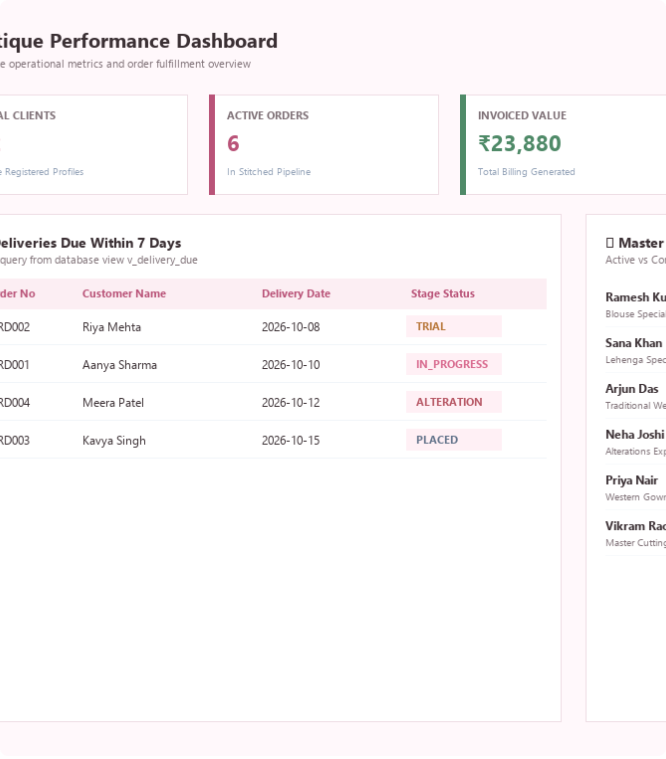 tique Performance Dashboard
e operational metrics and order fulfillment overview
AL CLIENTS
e Registered Profiles
ACTIVE ORDERS
6
In Stitched Pipeline
INVOICED VALUE
₹23,880
Total Billing Generated
eliveries Due Within 7 Days
query from database view v_delivery_due
der No Customer Name Delivery Date Stage Status
RD002 Riya Mehta 2026-10-08 TRIAL
RD001 Aanya Sharma 2026-10-10 IN_PROGRESS
RD004 Meera Patel 2026-10-12 ALTERATION
RD003 Kavya Singh 2026-10-15 PLACED
Master
Active vs Co
Ramesh Ku
Blouse Specia
Sana Khan
Lehenga Spec
Arjun Das
Traditional We
Neha Joshi
Alterations Exp
Priya Nair
Western Gown
Vikram Rao
Master Cutting